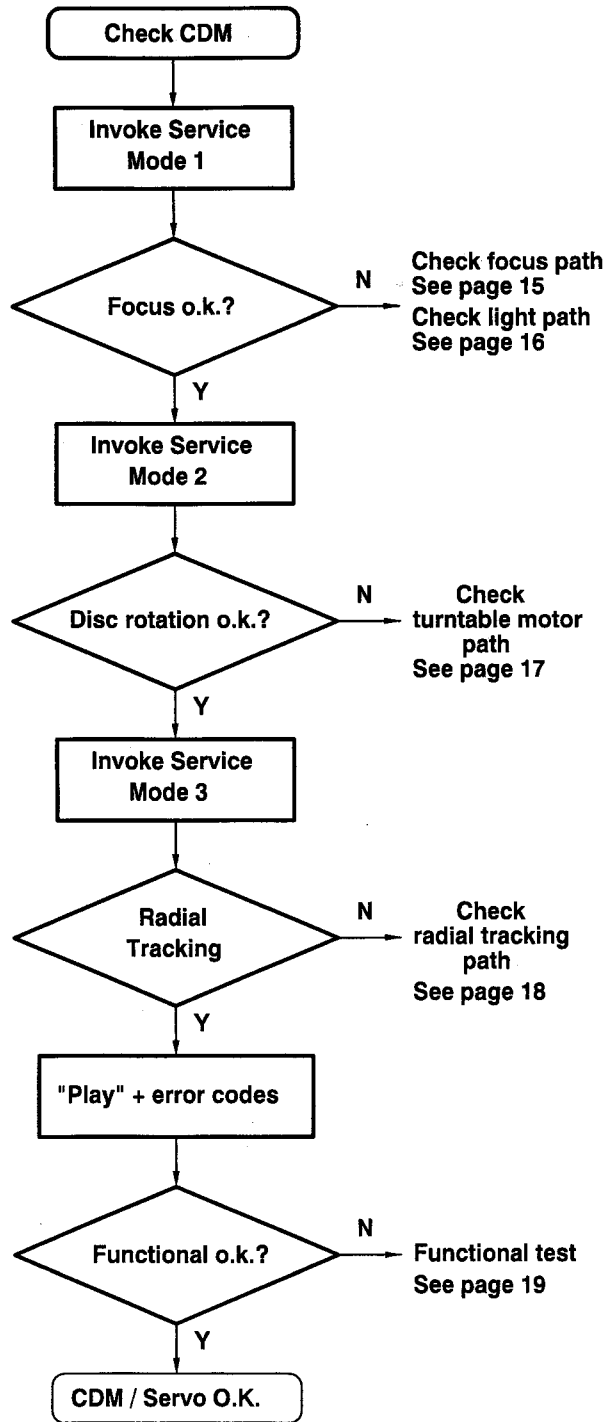 Check CDM
Invoke Service
Mode 1
Focus o.k.?
N
Check focus path
See page 15
Check light path
See page 16
Y
Invoke Service
Mode 2
Disc rotation o.k.?
N
Check
turntable motor
path
See page 17
Y
Invoke Service
Mode 3
Radial
Tracking
N
Check
radial tracking
path
See page 18
Y
"Play" + error codes
Functional o.k.?
N
Functional test
See page 19
Y
CDM / Servo O.K.